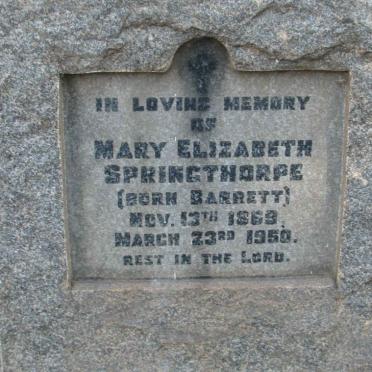 IN LOVING MEMORY
OF
MARY ELIZABETH
SPRINGTHORPE
(BORN BARRETT)
NOV. 13TH 1869,
MARCH 23RD 1950.
REST IN THE LORD.